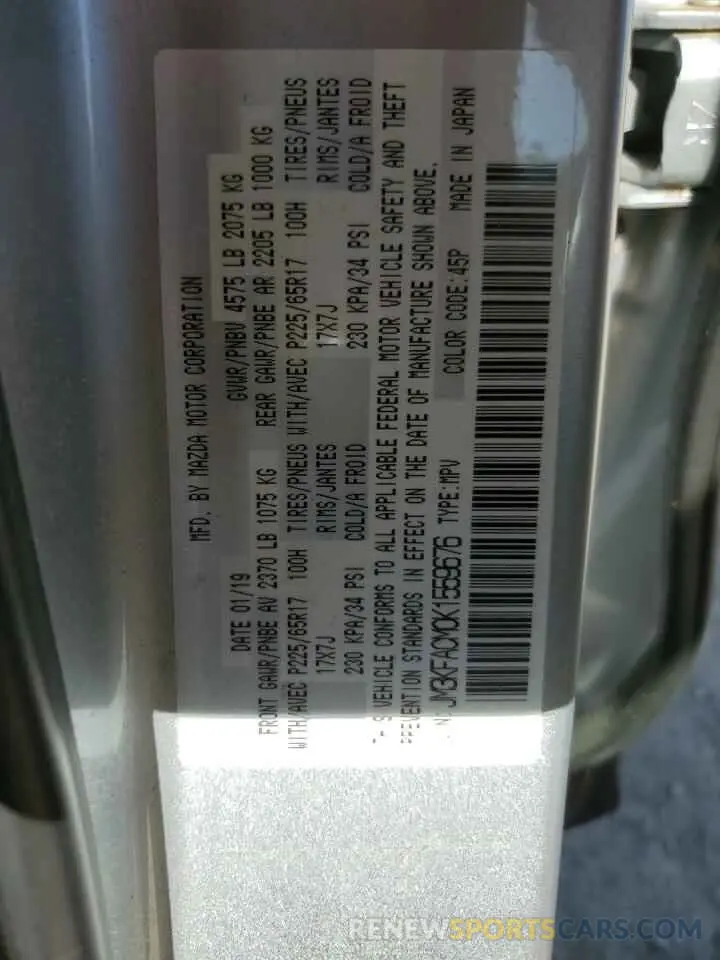 MFD. BY MAZDA MOTOR CORPORATION
DATE 01/19 GVWR/PNBV 4575 LB 2075 KG
FRONT GAWR/PNBE AV 2370 LB 1075 KG REAR GAWR/PNBE AR 2205 LB 1000 KG
WITH/AVEC P225/65R17 100H TIRES/PNEUS WITH/AVEC P225/65R17 100H TIRES/PNEUS
17X7J RIMS/JANTES 17X7J RIMS/JANTES
230 KPA/34 PSI COLD/A FROID 230 KPA/34 PSI COLD/A FROID
VEHICLE CONFORMS TO ALL APPLICABLE FEDERAL MOTOR VEHICLE SAFETY AND THEFT
PREVENTION STANDARDS IN EFFECT ON THE DATE OF MANUFACTURE SHOWN ABOVE.
JM3KFACM0K1559676 TYPE:MPV COLOR CODE:45P MADE IN JAPAN
RENEWSPORTSCARS.COM